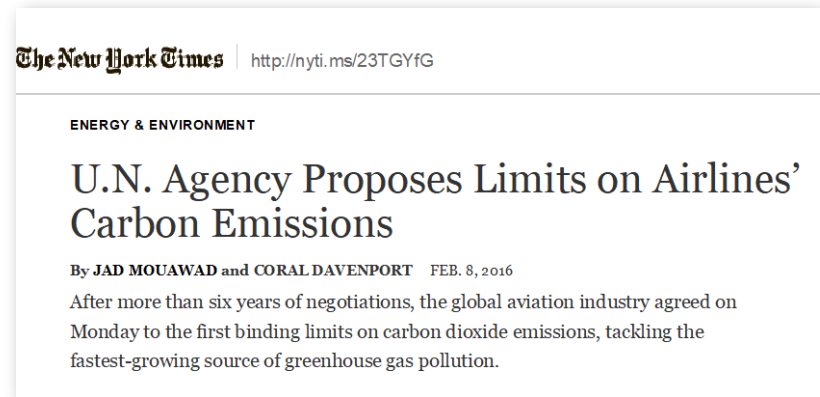 The New York Times http://nyti.ms/23TGYfG
ENERGY & ENVIRONMENT
U.N. Agency Proposes Limits on Airlines’
Carbon Emissions
By JAD MOUAWAD and CORAL DAVENPORT FEB. 8, 2016
After more than six years of negotiations, the global aviation industry agreed on
Monday to the first binding limits on carbon dioxide emissions, tackling the
fastest-growing source of greenhouse gas pollution.